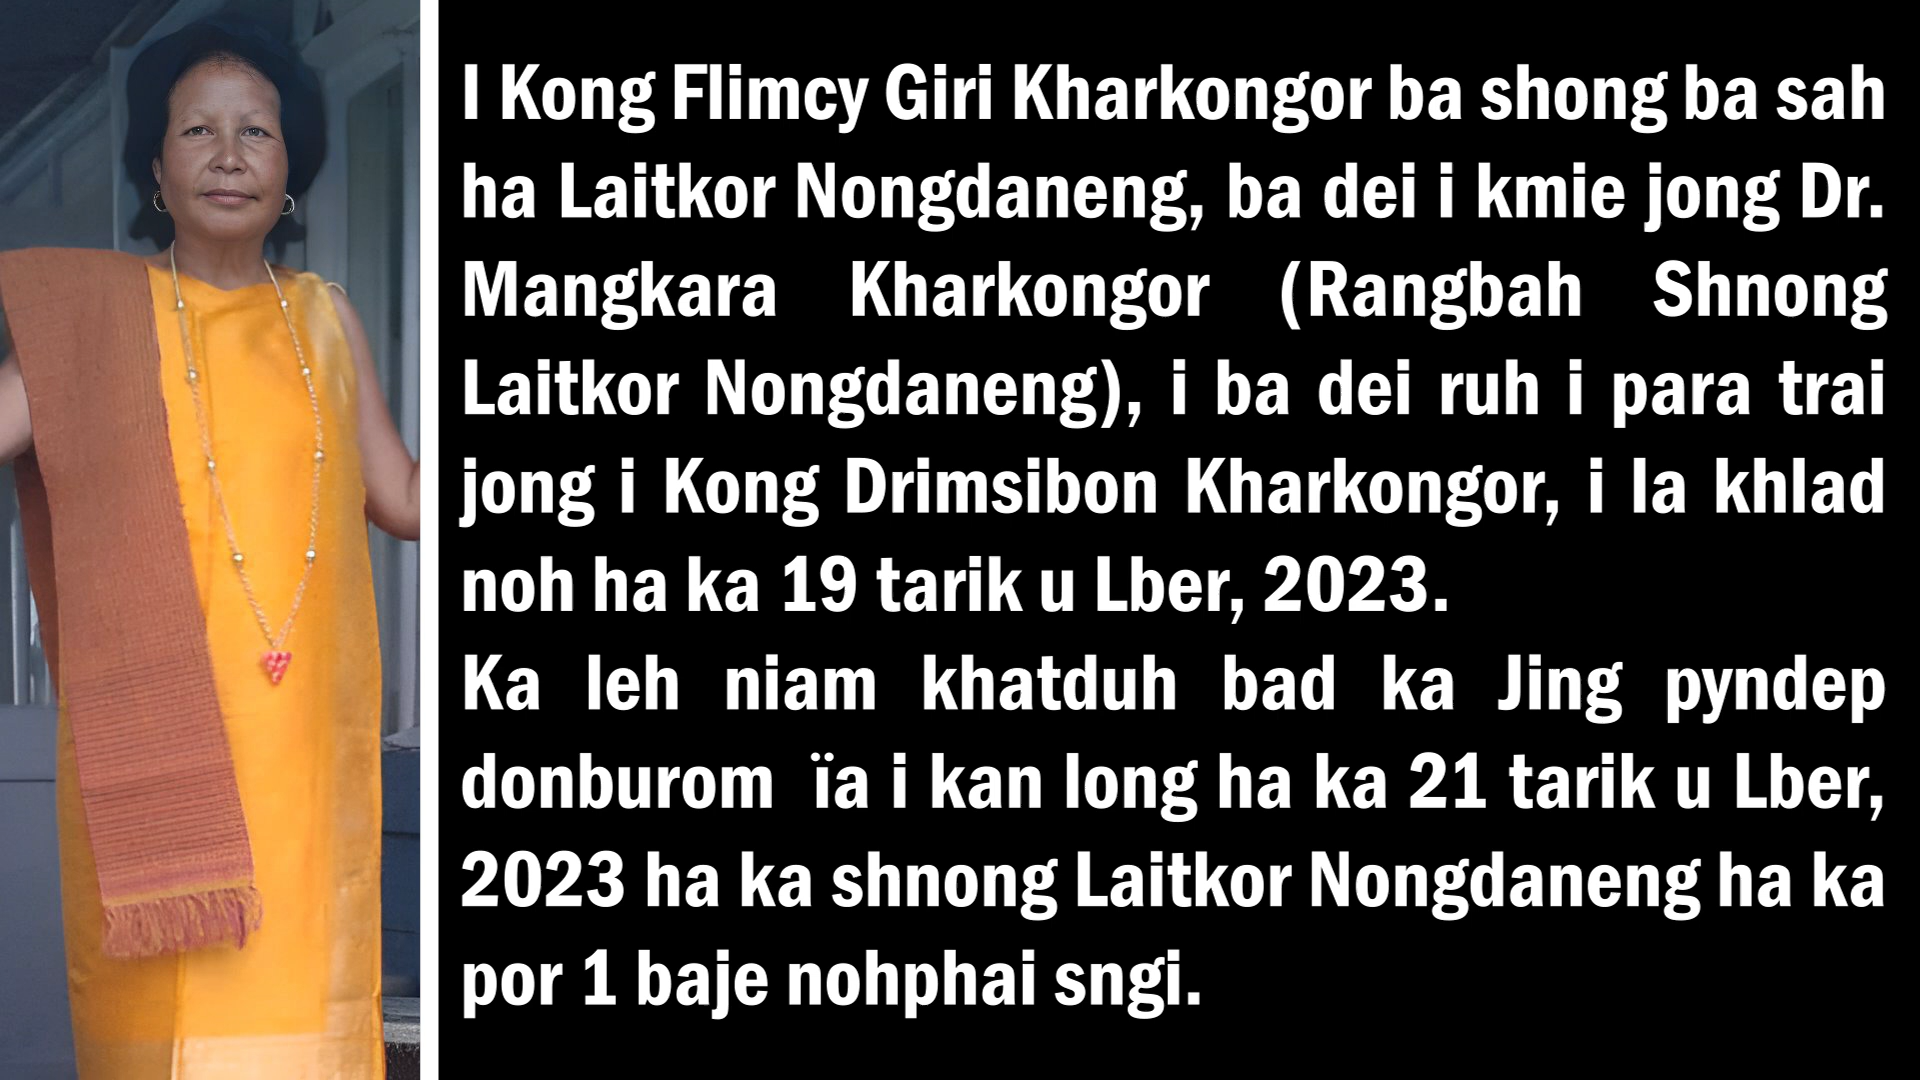 I Kong Flimcy Giri Kharkongor ba shong ba sah
ha Laitkor Nongdaneng, ba dei i kmie jong Dr.
Mangkara Kharkongor (Rangbah Shnong
Laitkor Nongdaneng), i ba dei ruh i para trai
jong i Kong Drimsibon Kharkongor, i la khlad
noh ha ka 19 tarik u Lber, 2023.
Ka leh niam khatduh bad ka Jing pyndep
donburom ïa i kan long ha ka 21 tarik u Lber,
2023 ha ka shnong Laitkor Nongdaneng ha ka
por 1 baje nohphai sngi.